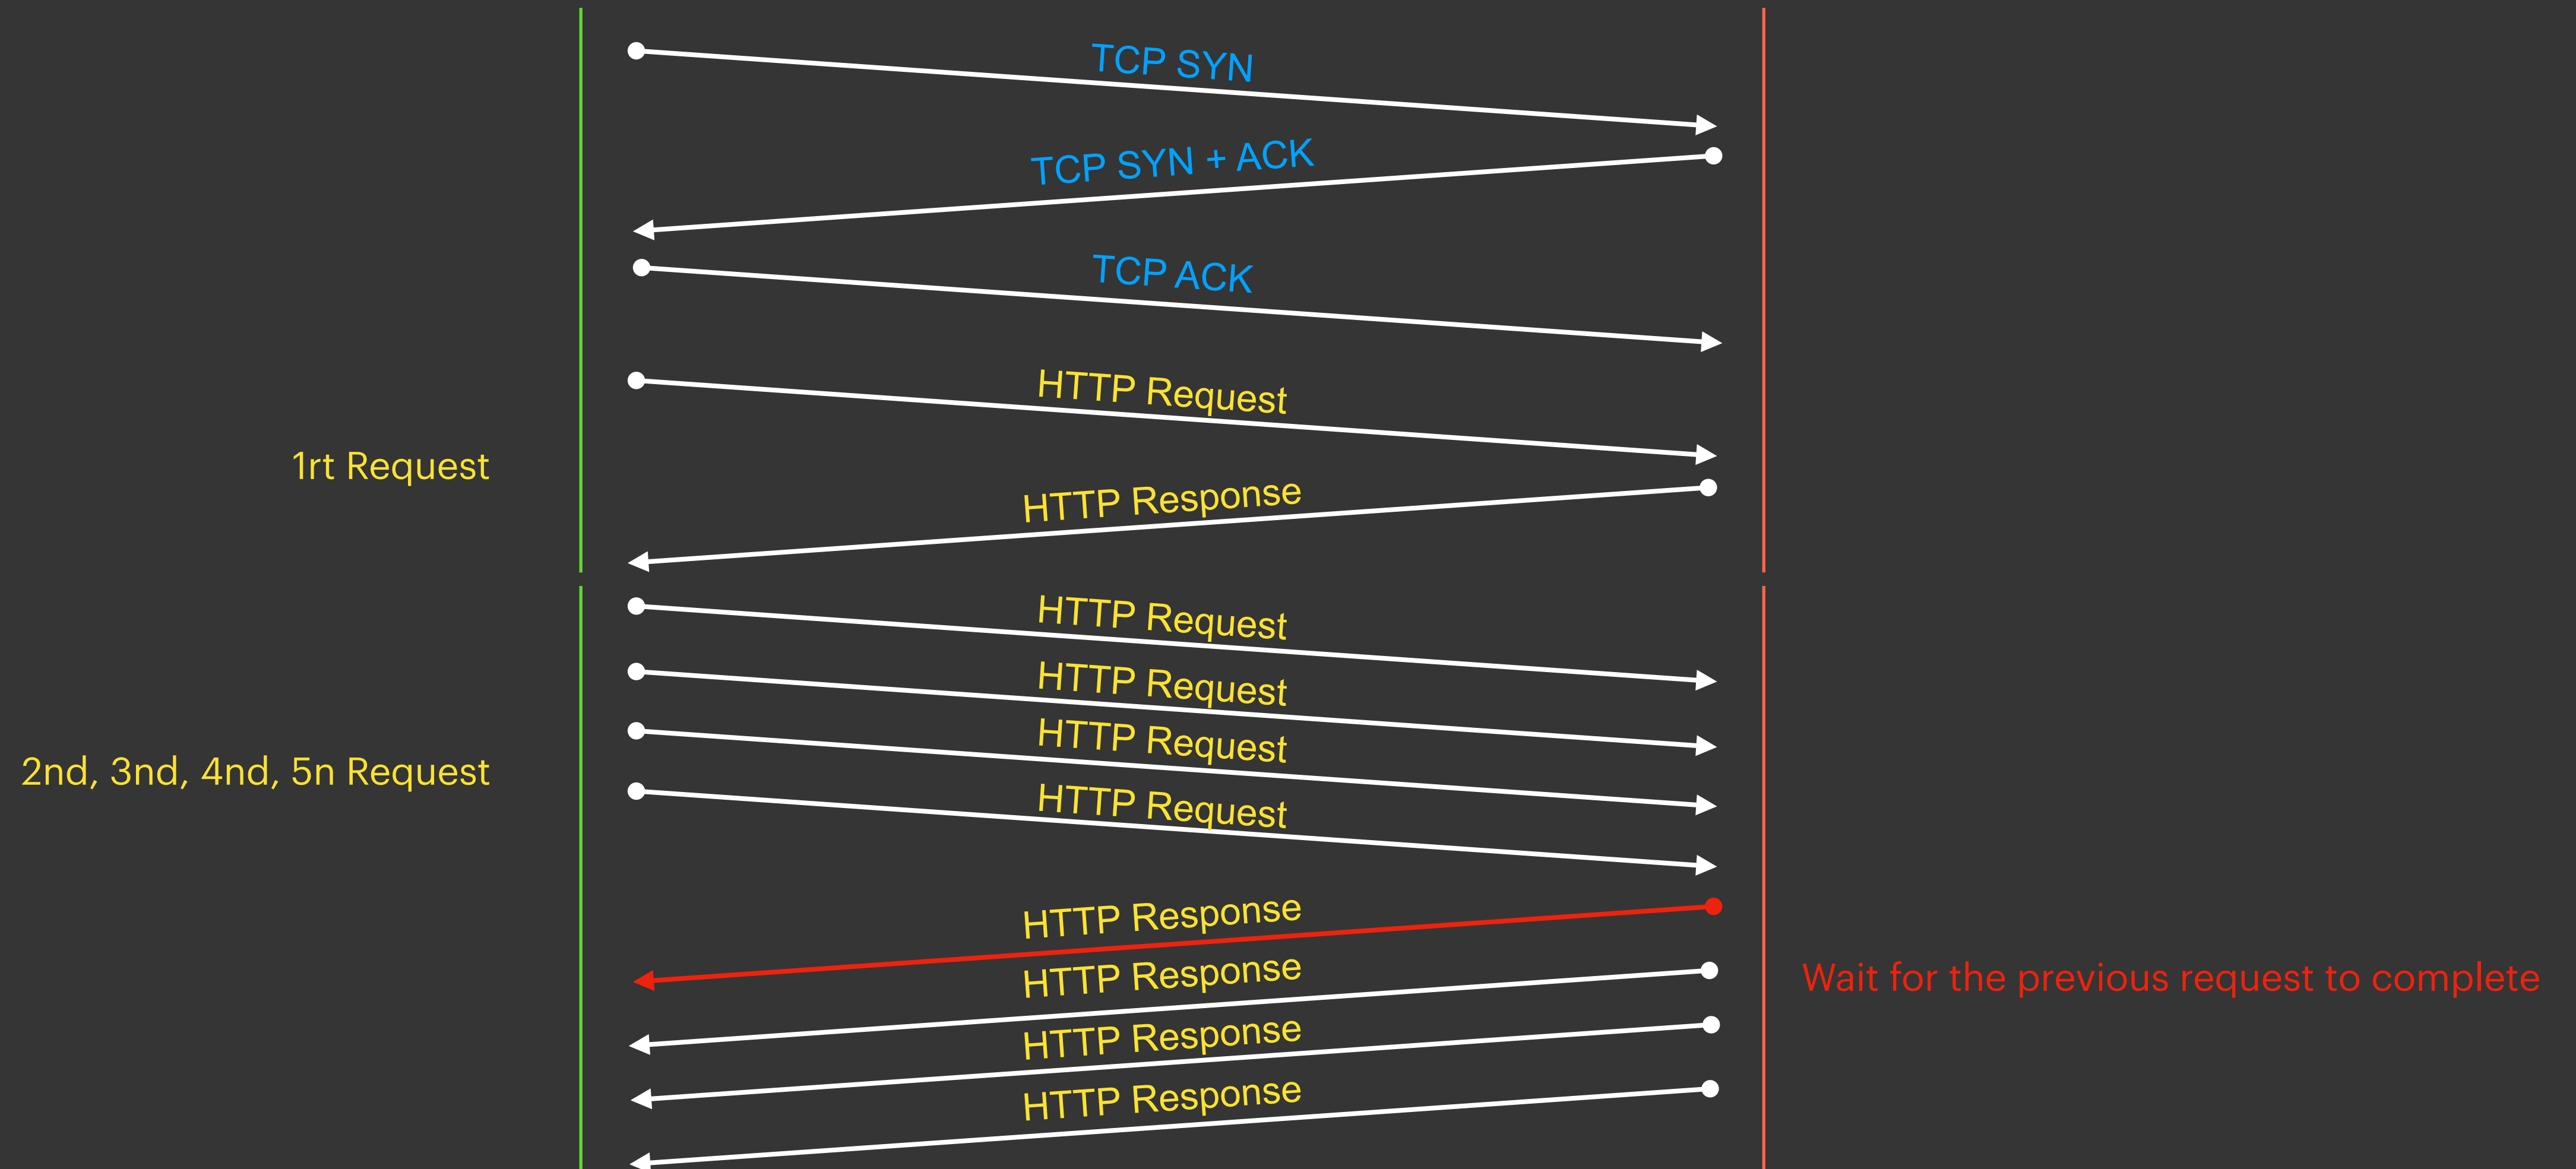 TCP SYN
TCP SYN + ACK
TCP ACK
HTTP Request
1rt Request
HTTP Response
HTTP Request
HTTP Request
HTTP Request
2nd, 3nd, 4nd, 5n Request
HTTP Request
HTTP Response
HTTP Response
Wait for the previous request to complete
HTTP Response
HTTP Response